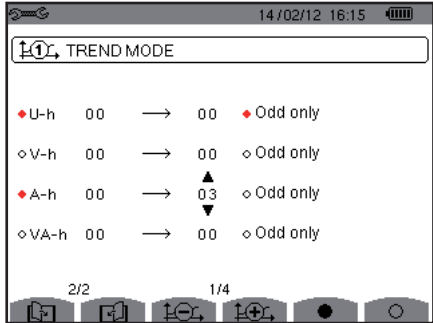 14/02/12 16:15
1 TREND MODE
U-h 00 → 00 Odd only
V-h 00 → 00 Odd only
A-h 00 → 03 Odd only
VA-h 00 → 00 Odd only
2/2 1/4